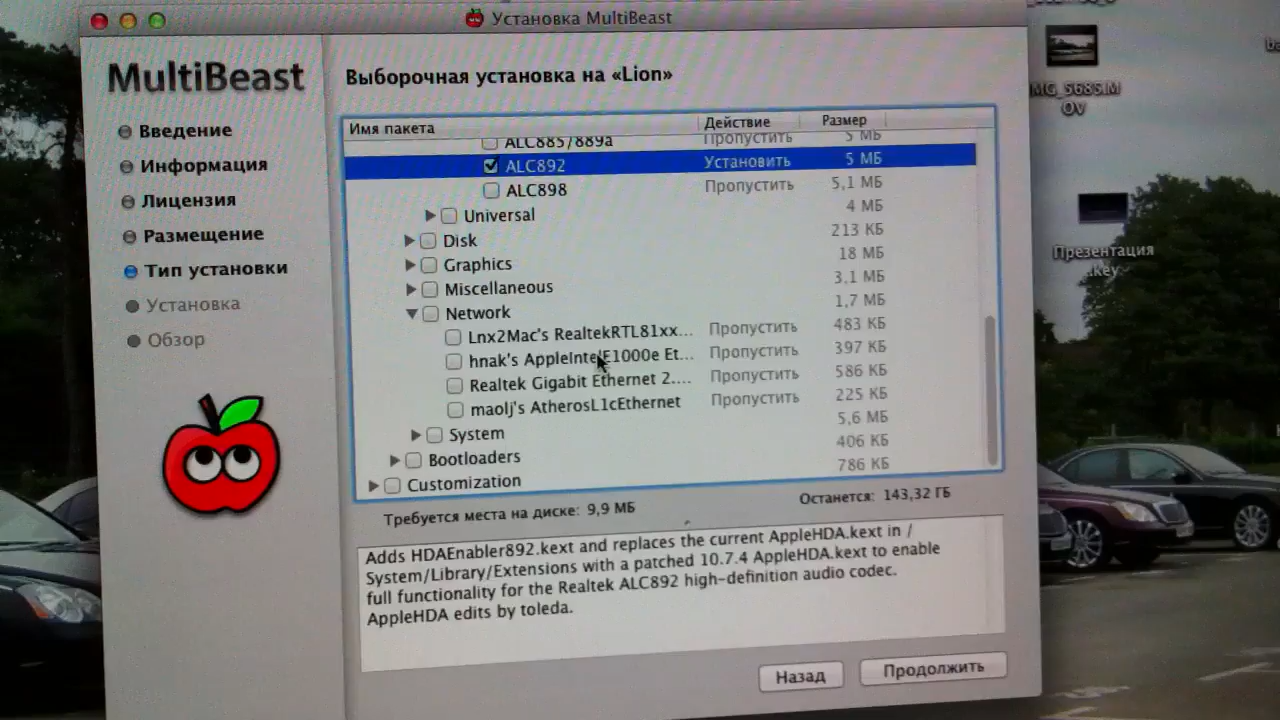 Установка MultiBeast
MultiBeast
Введение
Информация
Лицензия
Размещение
Тип установки
Установка
Обзор
Выборочная установка на «Lion»
Имя пакета Действие Размер
ALC885/889a Пропустить 5 МБ
ALC892 Установить 5 МБ
ALC898 Пропустить 5,1 МБ
Universal 4 МБ
Disk 213 КБ
Graphics 18 МБ
Miscellaneous 3,1 МБ
Network 1,7 МБ
Lnx2Mac's RealtekRTL81xx... Пропустить 483 КБ
hnak's AppleIntelE1000e Et... Пропустить 397 КБ
Realtek Gigabit Ethernet 2.... Пропустить 586 КБ
maolj's AtherosL1cEthernet Пропустить 225 КБ
System 5,6 МБ
Bootloaders 406 КБ
Customization 786 КБ
Требуется места на диске: 9,9 МБ Останется: 143,32 ГБ
Adds HDAEnabler892.kext and replaces the current AppleHDA.kext in /
System/Library/Extensions with a patched 10.7.4 AppleHDA.kext to enable
full functionality for the Realtek ALC892 high-definition audio codec.
AppleHDA edits by toleda.
Назад Продолжить
MG_5685.M
OV
Презентация
.key